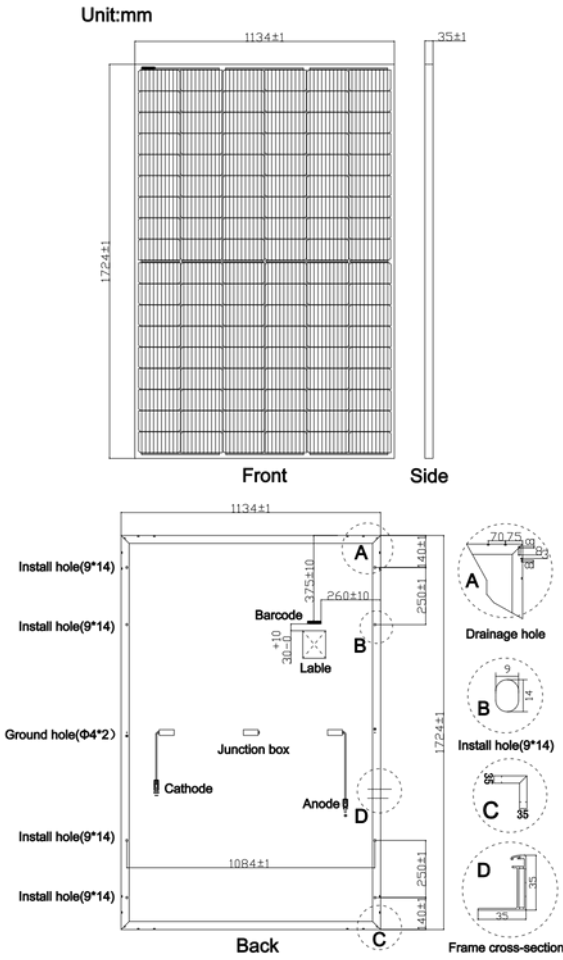 Unit:mm
1134±1
35±1
1724±1
Front
Side
1134±1
A
140±1
375±10
Install hole(9*14)
250±1
260±10
Barcode
Install hole(9*14)
B
+10
30-0
Lable
1724±1
Ground hole(Φ4*2)
Junction box
Cathode
Anode
D
Install hole(9*14)
1084±1
250±1
Install hole(9*14)
140±1
C
Back
70,75
A
Drainage hole
9
14
B
Install hole(9*14)
35
C
35
D
35
35
Frame cross-section